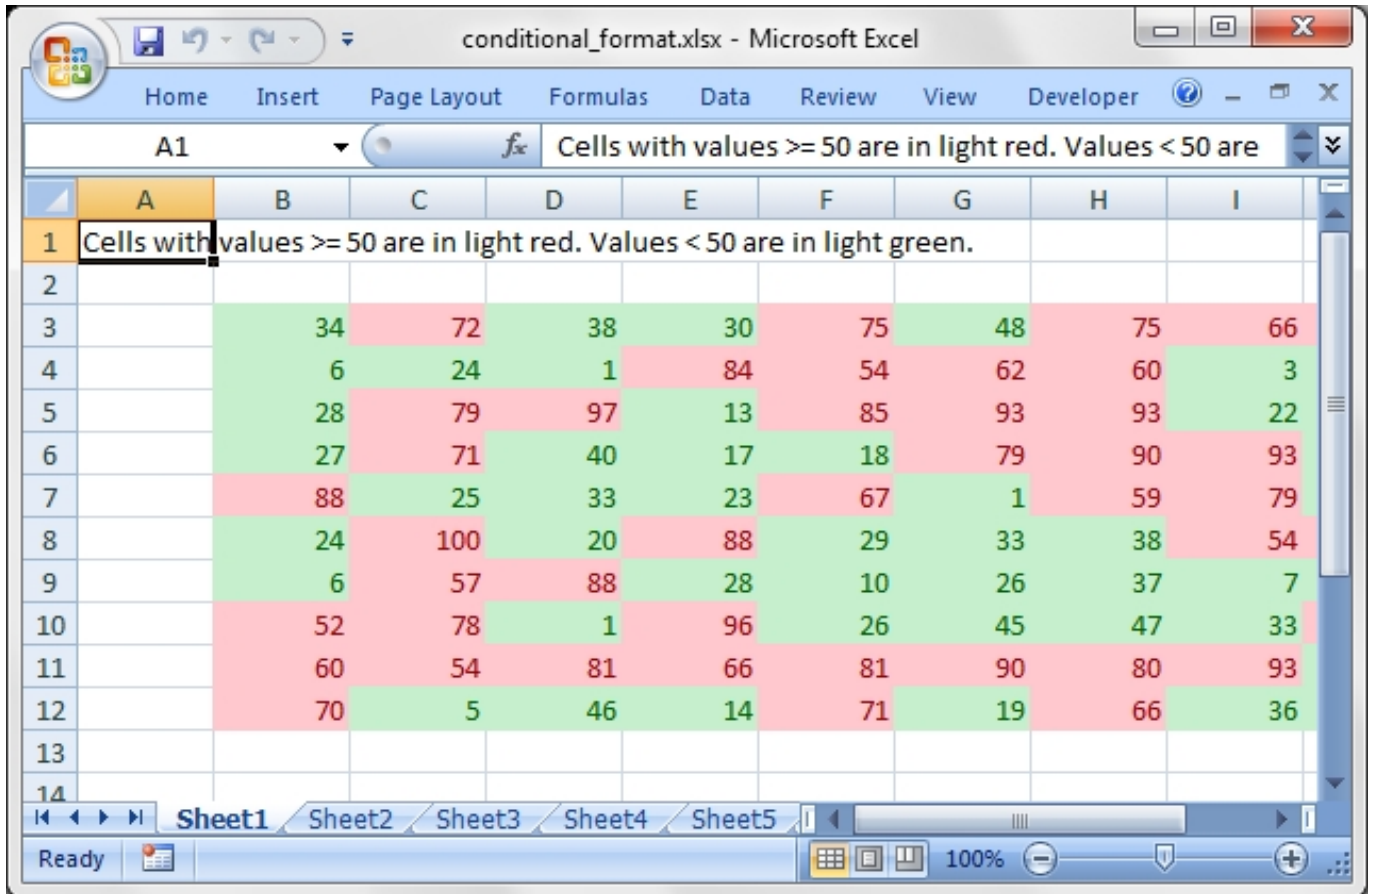 conditional_format.xlsx - Microsoft Excel
Home Insert Page Layout Formulas Data Review View Developer
A1 fx Cells with values >= 50 are in light red. Values < 50 are
A B C D E F G H I
1 Cells with values >= 50 are in light red. Values < 50 are in light green.
2
3 34 72 38 30 75 48 75 66
4 6 24 1 84 54 62 60 3
5 28 79 97 13 85 93 93 22
6 27 71 40 17 18 79 90 93
7 88 25 33 23 67 1 59 79
8 24 100 20 88 29 33 38 54
9 6 57 88 28 10 26 37 7
10 52 78 1 96 26 45 47 33
11 60 54 81 66 81 90 80 93
12 70 5 46 14 71 19 66 36
13
14
Sheet1 Sheet2 Sheet3 Sheet4 Sheet5
Ready 100%